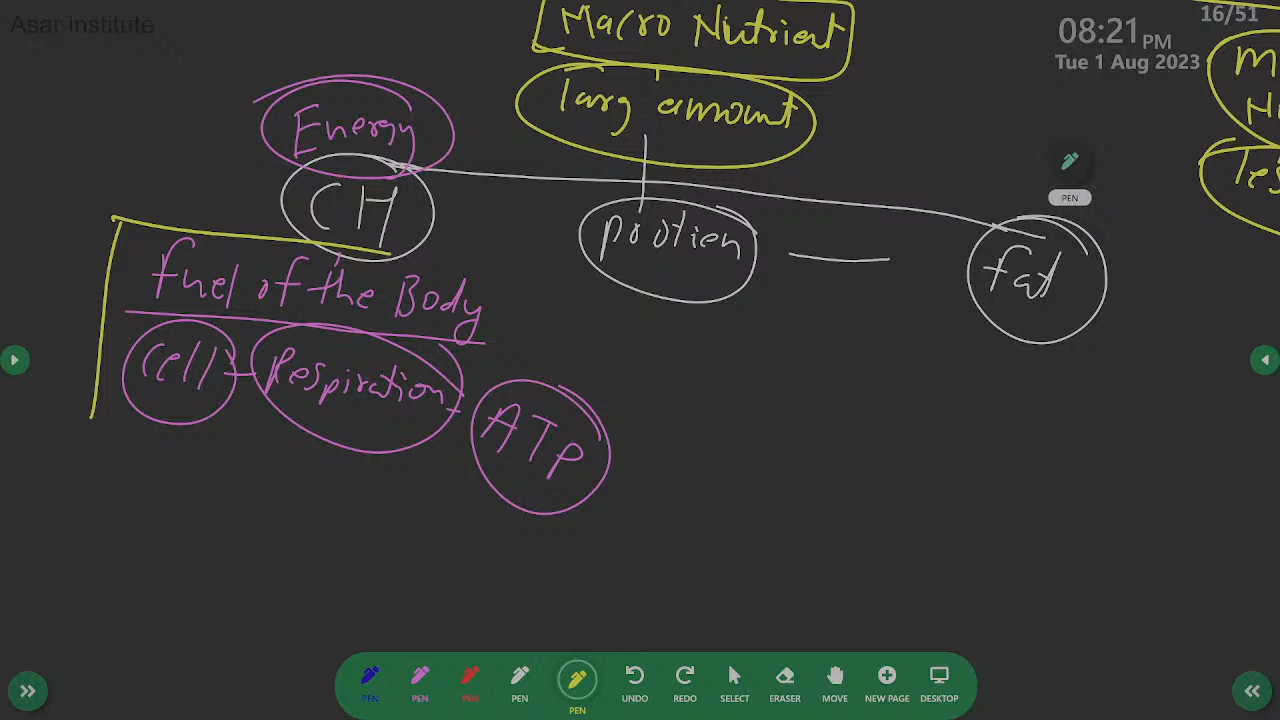 Asar institute
16/51
08:21 PM
Tue 1 Aug 2023
Macro Nutrient
larg amount
Energy
CH
protien
fat
fuel of the Body
Cell - Respiration - ATP
PEN
PEN
PEN
PEN
PEN
PEN
UNDO
REDO
SELECT
ERASER
MOVE
NEW PAGE
DESKTOP